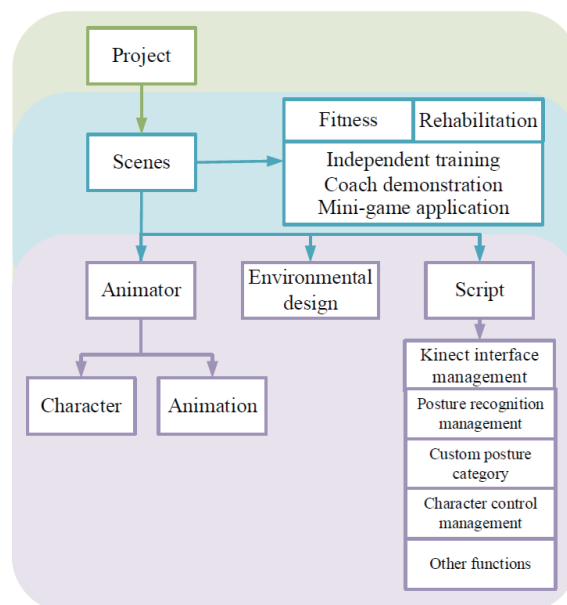 Project
Scenes
Fitness
Rehabilitation
Independent training
Coach demonstration
Mini-game application
Animator
Environmental
design
Script
Character
Animation
Kinect interface
management
Posture recognition
management
Custom posture
category
Character control
management
Other functions